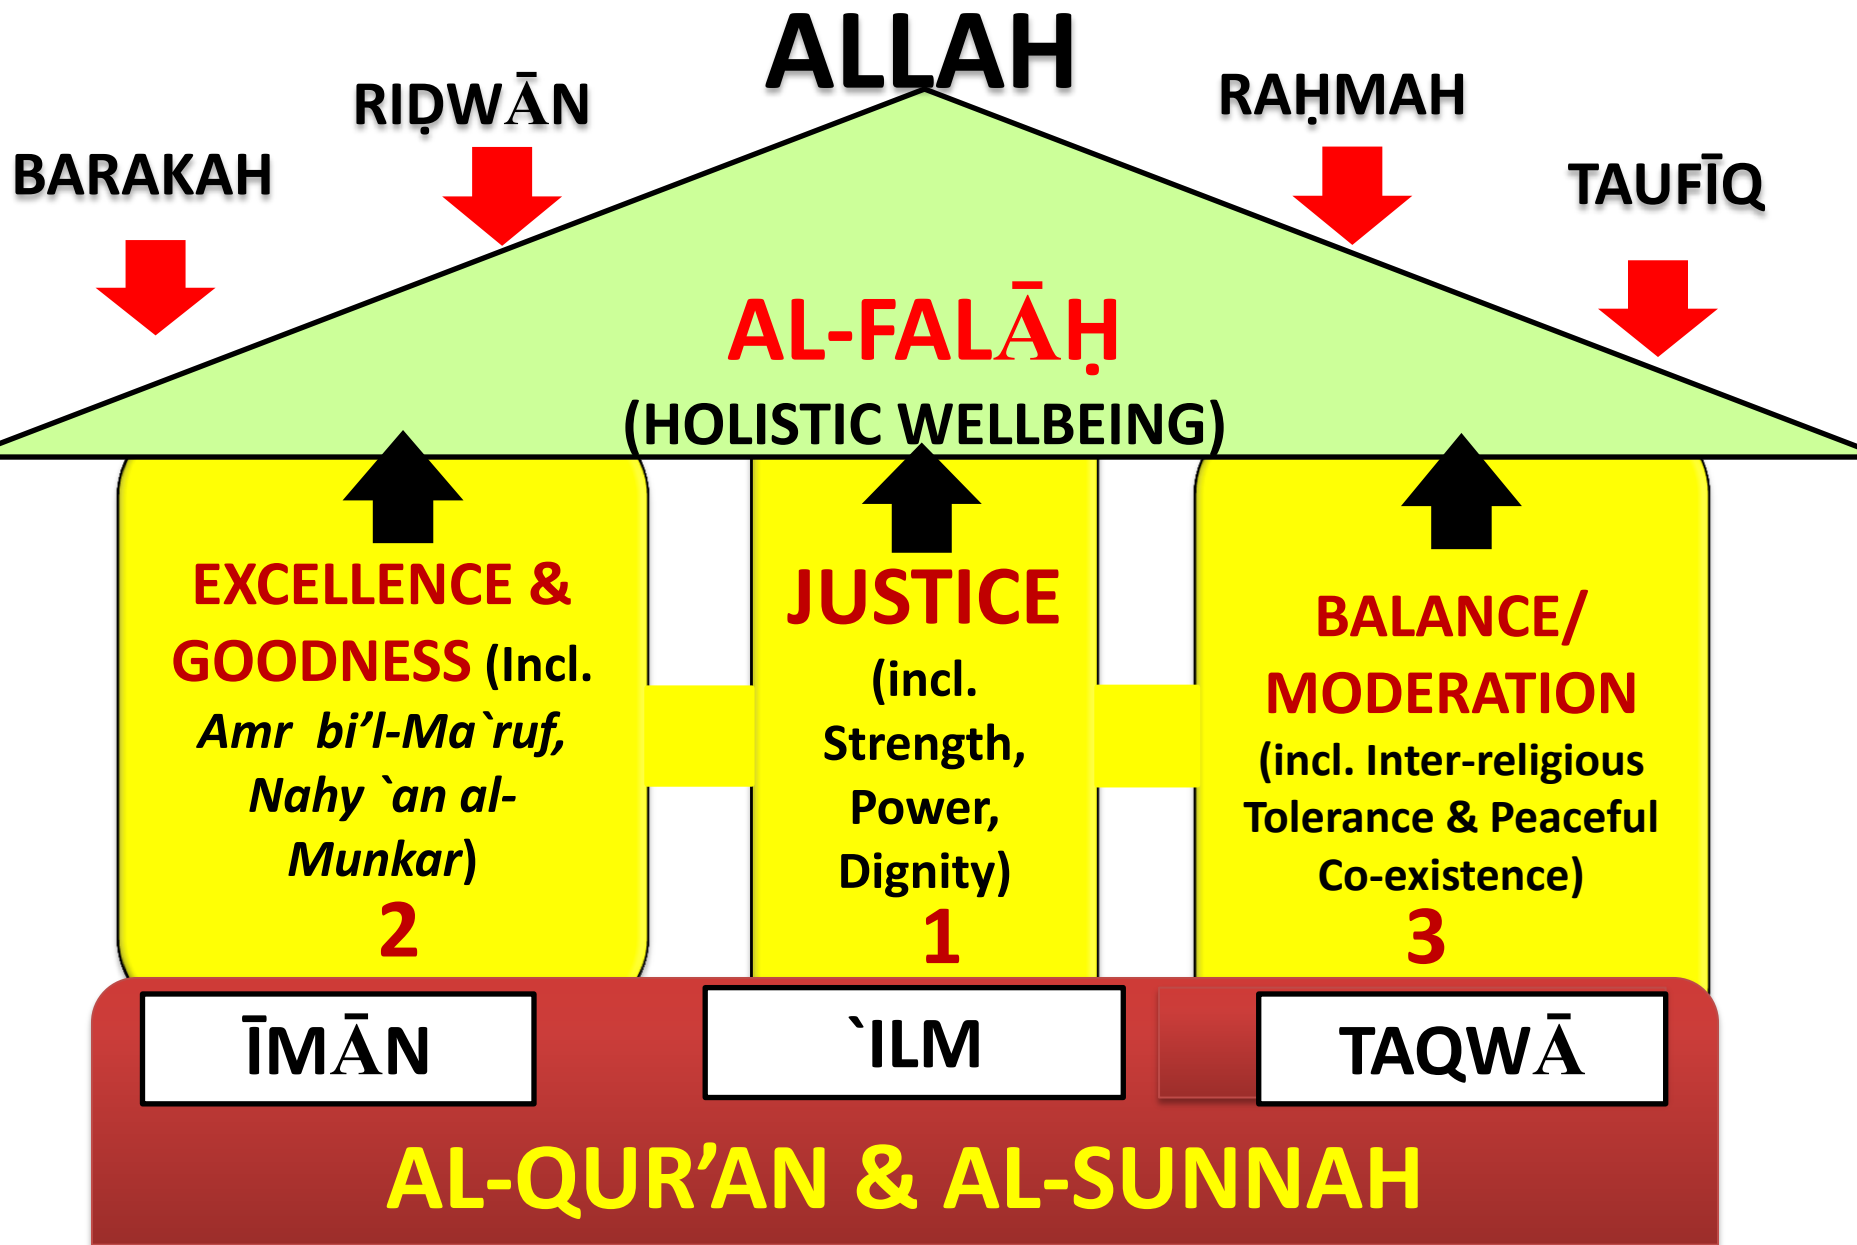 ALLAH
RIḌWĀN
RAḤMAH
BARAKAH
TAUFĪQ
AL-FALĀḤ
(HOLISTIC WELLBEING)
EXCELLENCE &
GOODNESS (Incl.
Amr bi’l-Ma`ruf,
Nahy `an al-
Munkar)
2
JUSTICE
(incl.
Strength,
Power,
Dignity)
1
BALANCE/
MODERATION
(incl. Inter-religious
Tolerance & Peaceful
Co-existence)
3
ĪMĀN
`ILM
TAQWĀ
AL-QUR’AN & AL-SUNNAH